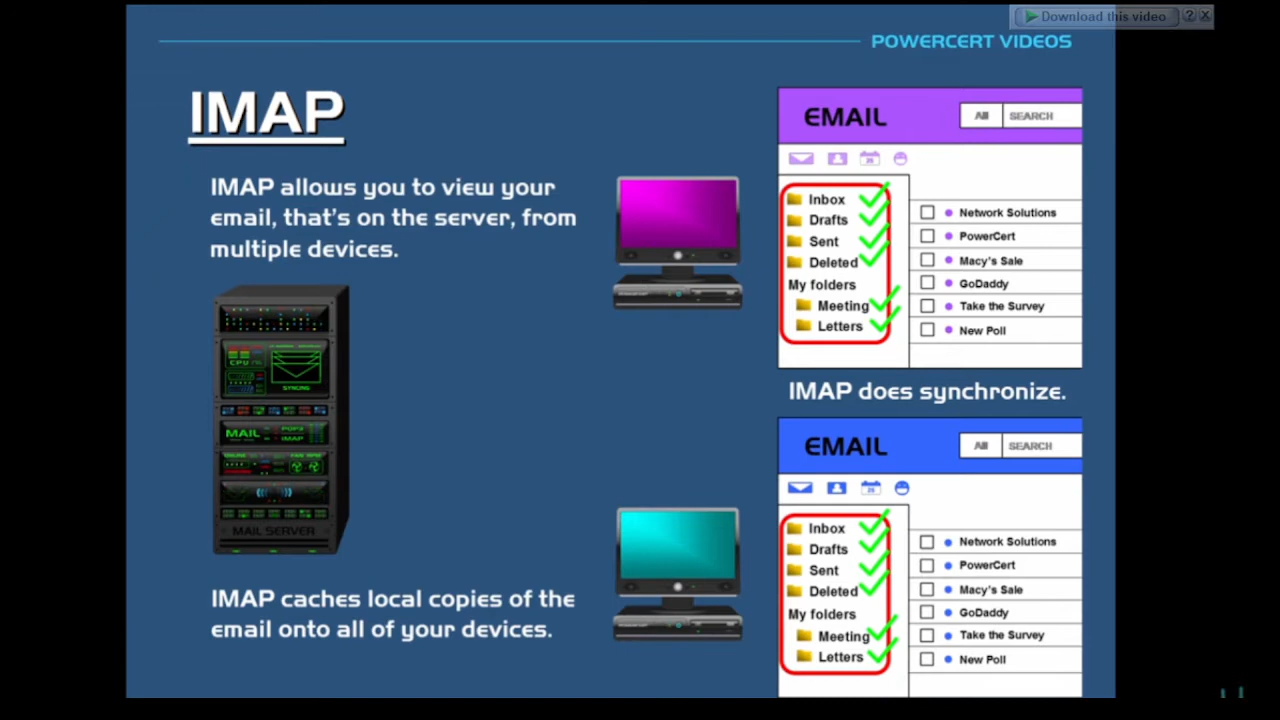 Download this video
POWERCERT VIDEOS
IMAP
IMAP allows you to view your
email, that's on the server, from
multiple devices.
CPU
SYNCING
MAIL
POP3
IMAP
MAIL SERVER
IMAP caches local copies of the
email onto all of your devices.
EMAIL
All
SEARCH
Inbox
Drafts
Sent
Deleted
My folders
Meeting
Letters
Network Solutions
PowerCert
Macy's Sale
GoDaddy
Take the Survey
New Poll
IMAP does synchronize.
EMAIL
All
SEARCH
Inbox
Drafts
Sent
Deleted
My folders
Meeting
Letters
Network Solutions
PowerCert
Macy's Sale
GoDaddy
Take the Survey
New Poll